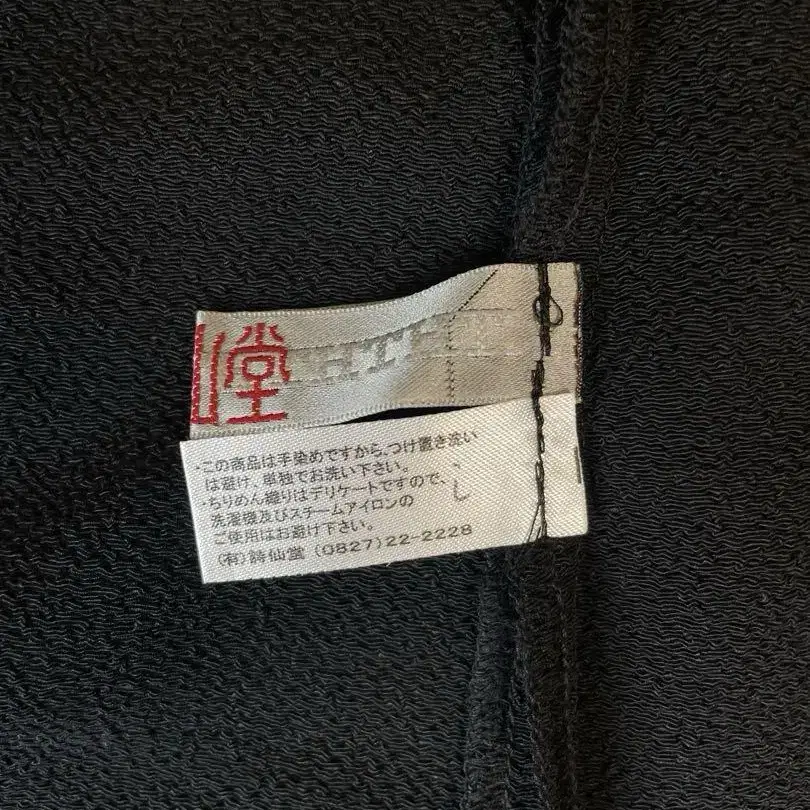 堂
・この商品は手染めですから、つけ置き洗い
は避け、単独でお洗い下さい。
・ちりめん織りはデリケートですので、
洗濯機及びスチームアイロンの
ご使用はお避け下さい。
(有)詩仙堂 (0827)22-2228